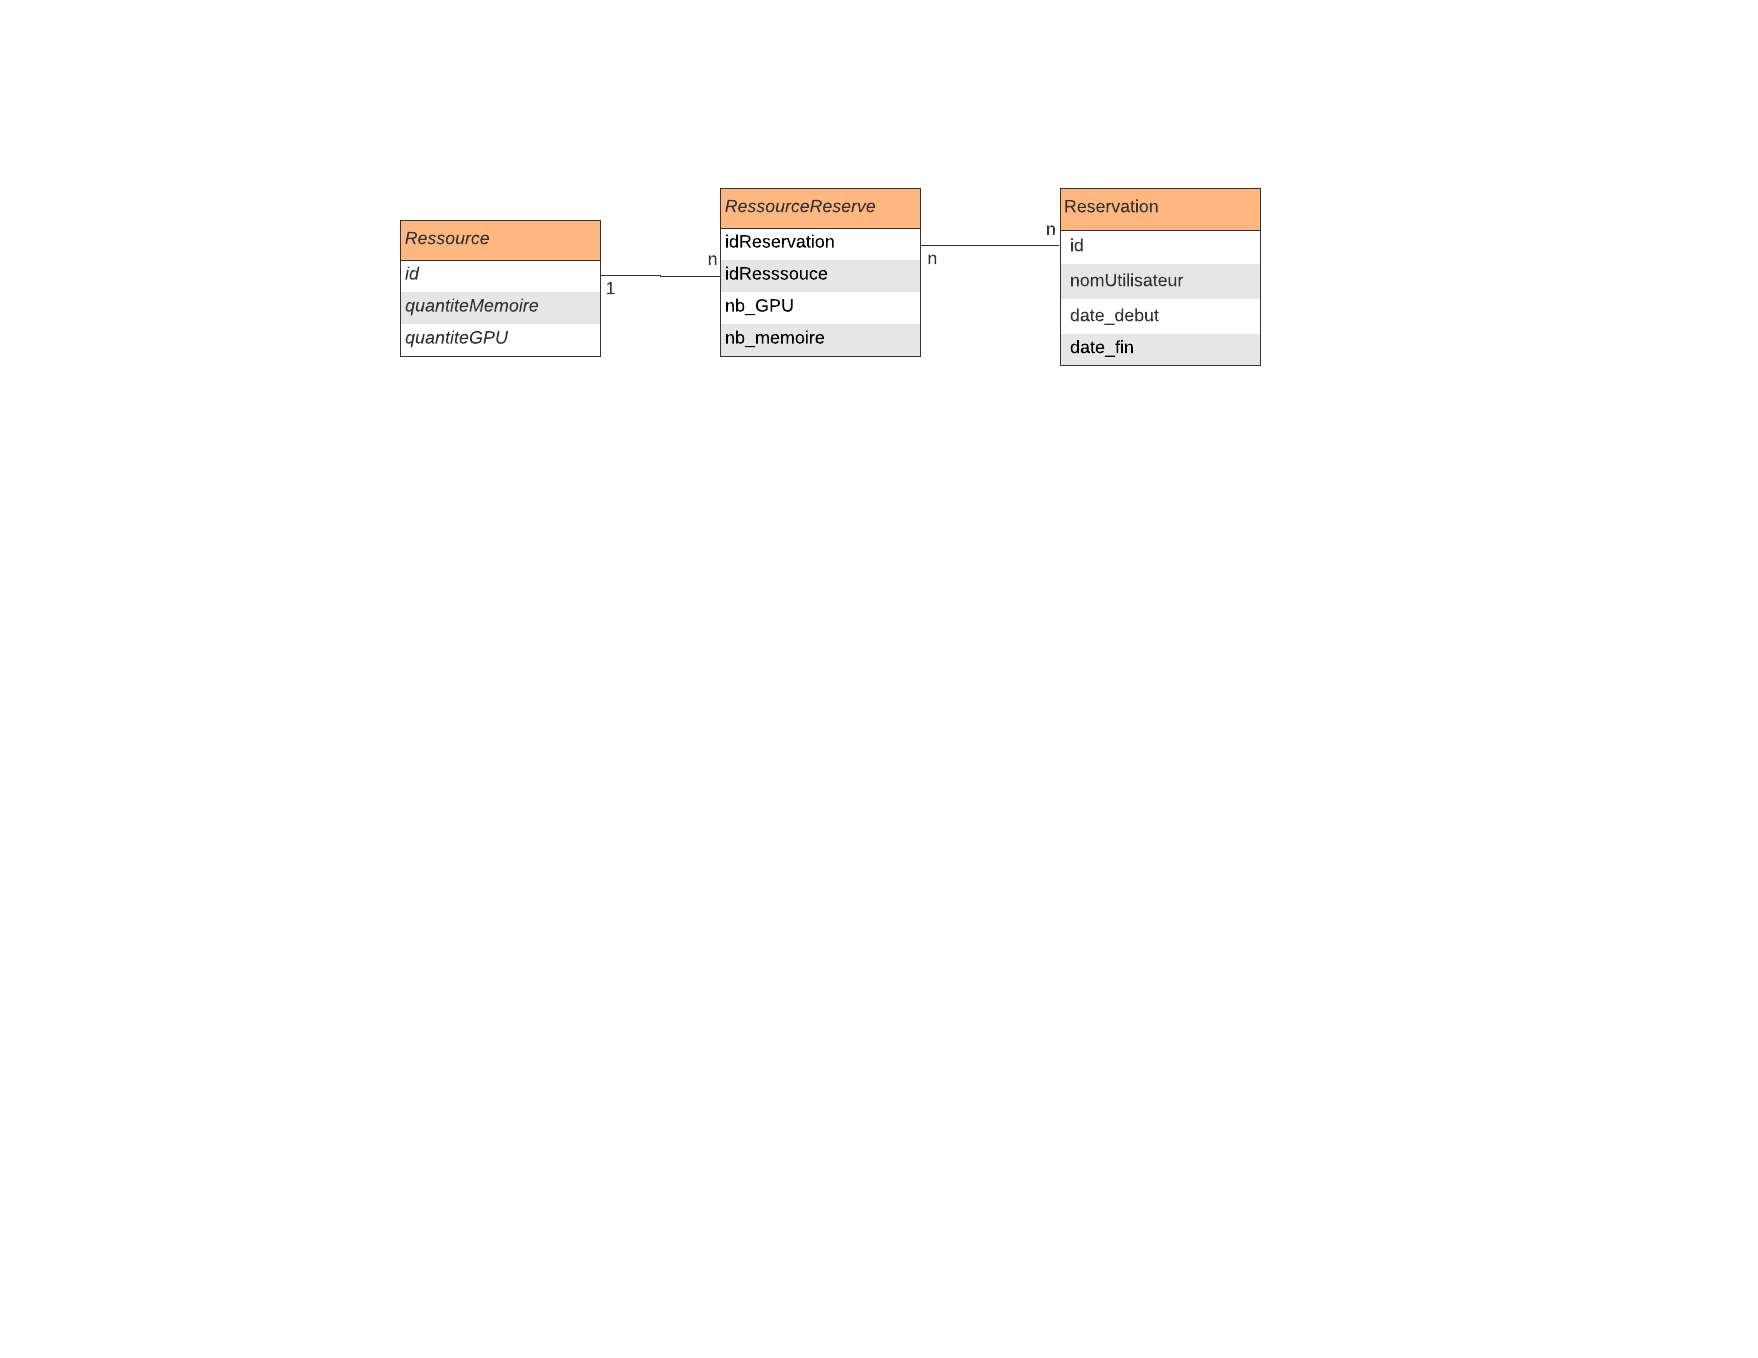 Ressource
id
quantiteMemoire
quantiteGPU
1
n
RessourceReserve
idReservation
idResssouce
nb_GPU
nb_memoire
n
n
Reservation
id
nomUtilisateur
date_debut
date_fin